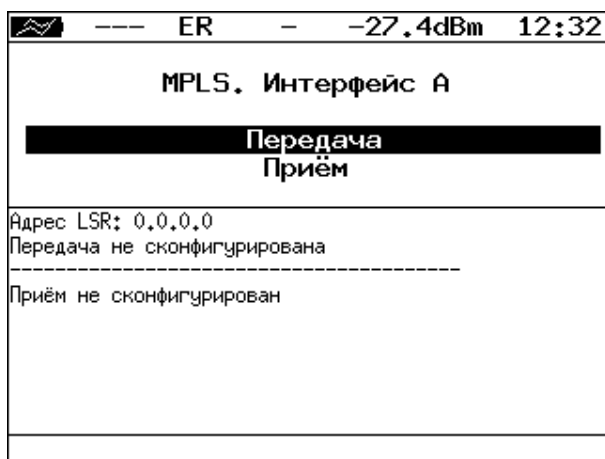 --- ER - -27.4dBm 12:32
MPLS. Интерфейс A
Передача
Приём
Адрес LSR: 0.0.0.0
Передача не сконфигурирована
-----------------------------------------
Приём не сконфигурирован